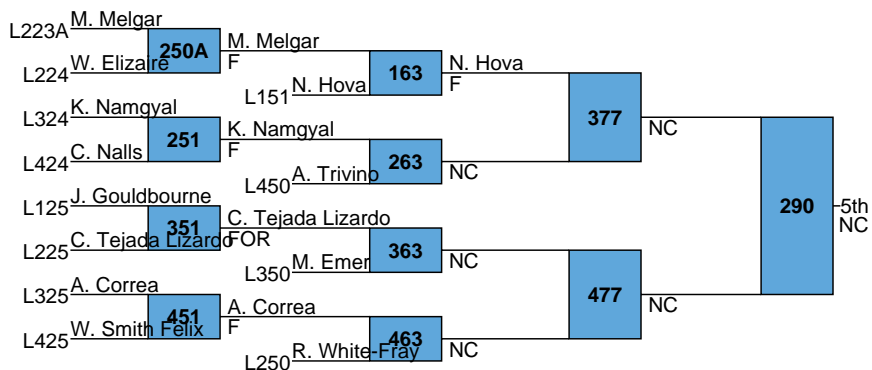 M. Melgar
L223A
250A
M. Melgar
F
W. Elizaire
L224
163
N. Hova
F
N. Hova
L151
K. Namgyal
L324
251
K. Namgyal
F
377
NC
C. Nalls
L424
263
NC
A. Trivino
L450
J. Gouldbourne
L125
351
C. Tejada Lizardo
FOR
290
5th
NC
C. Tejada Lizardo
L225
363
NC
M. Emer
L350
A. Correa
L325
451
A. Correa
F
477
NC
W. Smith Felix
L425
463
NC
R. White-Fray
L250